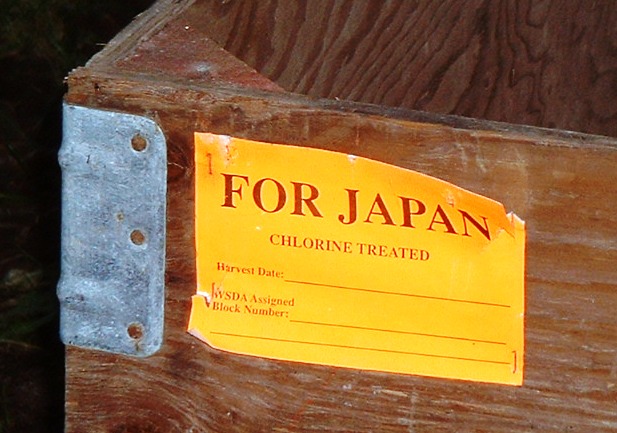 FOR JAPAN
CHLORINE TREATED
Harvest Date:
WSDA Assigned
Block Number: